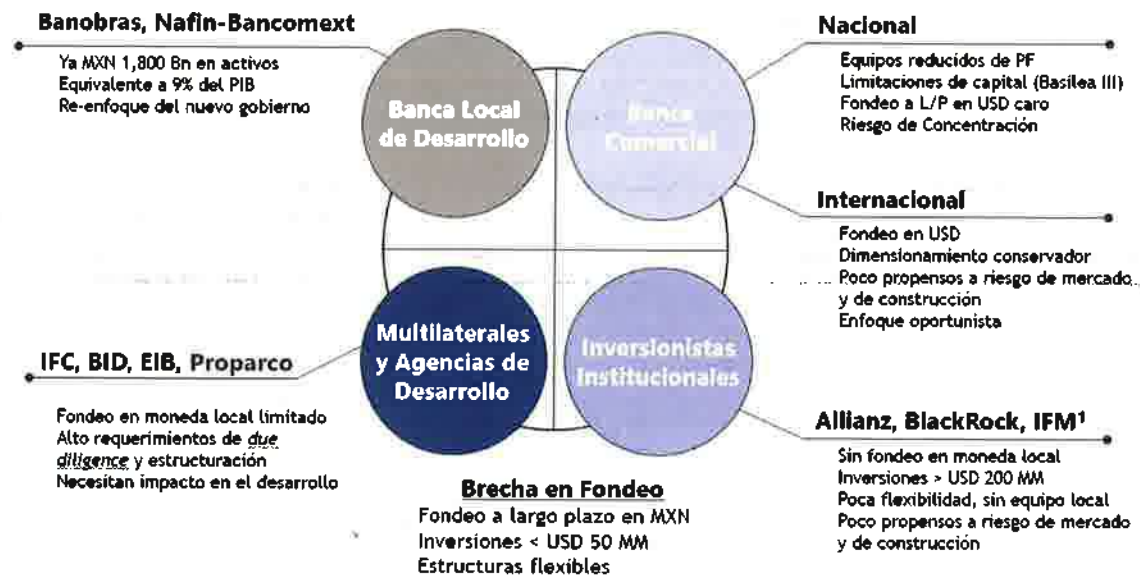 Banobras, Nafin-Bancomext
Ya MXN 1,800 Bn en activos
Equivalente a 9% del PIB
Re-enfoque del nuevo gobierno
Banca Local
de Desarrollo
Banca
Comercial
Nacional
Equipos reducidos de PF
Limitaciones de capital (Basilea III)
Fondeo a L/P en USD caro
Riesgo de Concentración
Internacional
Fondeo en USD
Dimensionamiento conservador
Poco propensos a riesgo de mercado
y de construcción
Enfoque oportunista
Multilaterales
y Agencias de
Desarrollo
Inversionistas
Institucionales
IFC, BID, EIB, Proparco
Fondeo en moneda local limitado
Alto requerimientos de due
diligence y estructuración
Necesitan impacto en el desarrollo
Allianz, BlackRock, IFM¹
Sin fondeo en moneda local
Inversiones > USD 200 MM
Poca flexibilidad, sin equipo local
Poco propensos a riesgo de mercado
y de construcción
Brecha en Fondeo
Fondeo a largo plazo en MXN
Inversiones < USD 50 MM
Estructuras flexibles